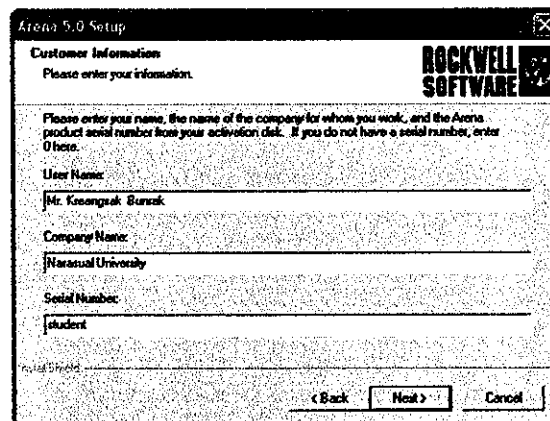 Arena 5.0 Setup
Customer Information
Please enter your information.
ROCKWELL
SOFTWARE
Please enter your name, the name of the company for whom you work, and the Arena
product serial number from your activation disk. If you do not have a serial number, enter
0 here.
User Name:
Mr. Kreangsak Bunrak
Company Name:
Narasual University
Serial Number:
student
InstallShield
< Back
Next >
Cancel